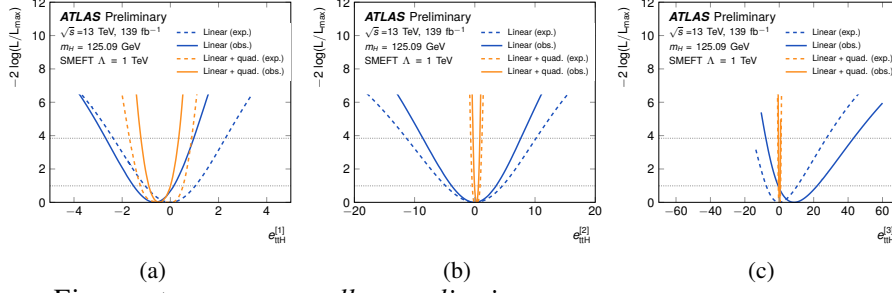 ATLAS Preliminary
√s =13 TeV, 139 fb⁻¹
m_H = 125.09 GeV
SMEFT Λ = 1 TeV
Linear (exp.)
Linear (obs.)
Linear + quad. (exp.)
Linear + quad. (obs.)
−2 log(L/L_max)
12
10
8
6
4
2
0
−4 −2 0 2 4
e_ttH^[1]
(a)
ATLAS Preliminary
√s =13 TeV, 139 fb⁻¹
m_H = 125.09 GeV
SMEFT Λ = 1 TeV
Linear (exp.)
Linear (obs.)
Linear + quad. (exp.)
Linear + quad. (obs.)
−2 log(L/L_max)
12
10
8
6
4
2
0
−20 −10 0 10 20
e_ttH^[2]
(b)
ATLAS Preliminary
√s =13 TeV, 139 fb⁻¹
m_H = 125.09 GeV
SMEFT Λ = 1 TeV
Linear (exp.)
Linear (obs.)
Linear + quad. (exp.)
Linear + quad. (obs.)
−2 log(L/L_max)
12
10
8
6
4
2
0
−60 −40 −20 0 20 40 60
e_ttH^[3]
(c)